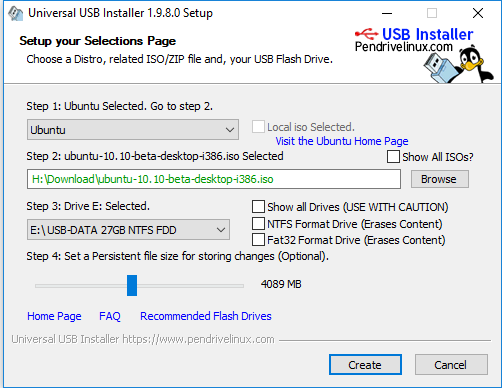 Universal USB Installer 1.9.8.0 Setup
Setup your Selections Page
Choose a Distro, related ISO/ZIP file and, your USB Flash Drive.
USB Installer
Pendrivelinux.com
Step 1: Ubuntu Selected. Go to step 2.
Ubuntu
Local iso Selected.
Visit the Ubuntu Home Page
Step 2: ubuntu-10.10-beta-desktop-i386.iso Selected
Show All ISOs?
H:\Download\ubuntu-10.10-beta-desktop-i386.iso
Browse
Step 3: Drive E: Selected.
Show all Drives (USE WITH CAUTION)
E:\ USB-DATA 27GB NTFS FDD
NTFS Format Drive (Erases Content)
Fat32 Format Drive (Erases Content)
Step 4: Set a Persistent file size for storing changes (Optional).
4089 MB
Home Page FAQ Recommended Flash Drives
Universal USB Installer https://www.pendrivelinux.com
Create Cancel